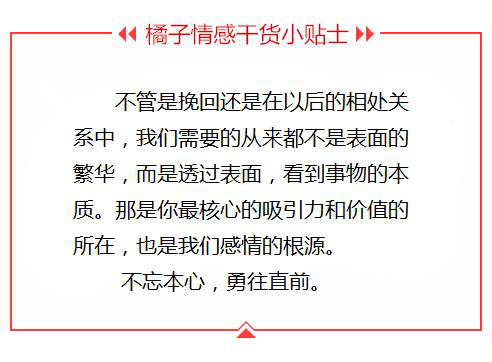 橘子情感干货小贴士
不管是挽回还是在以后的相处关
系中，我们需要的从来都不是表面的
繁华，而是透过表面，看到事物的本
质。那是你最核心的吸引力和价值的
所在，也是我们感情的根源。
不忘本心，勇往直前。